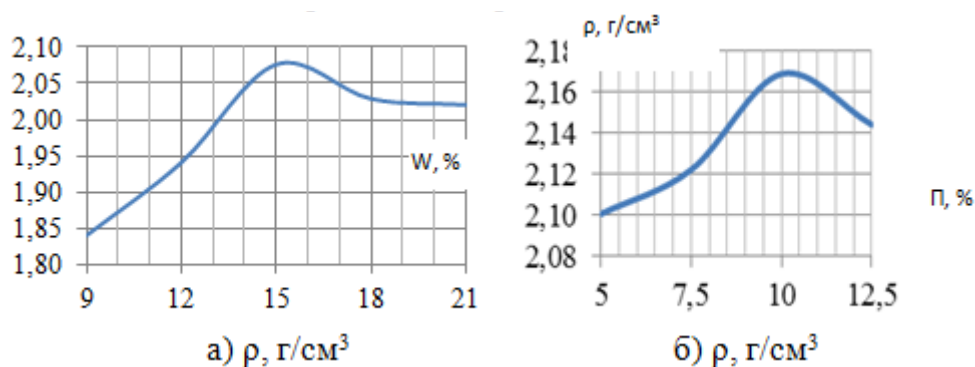 2,10
2,05
2,00
1,95
1,90
1,85
1,80
W, %
9 12 15 18 21
а) ρ, г/см³
ρ, г/см³
2,18
2,16
2,14
2,12
2,10
2,08
П, %
5 7,5 10 12,5
б) ρ, г/см³